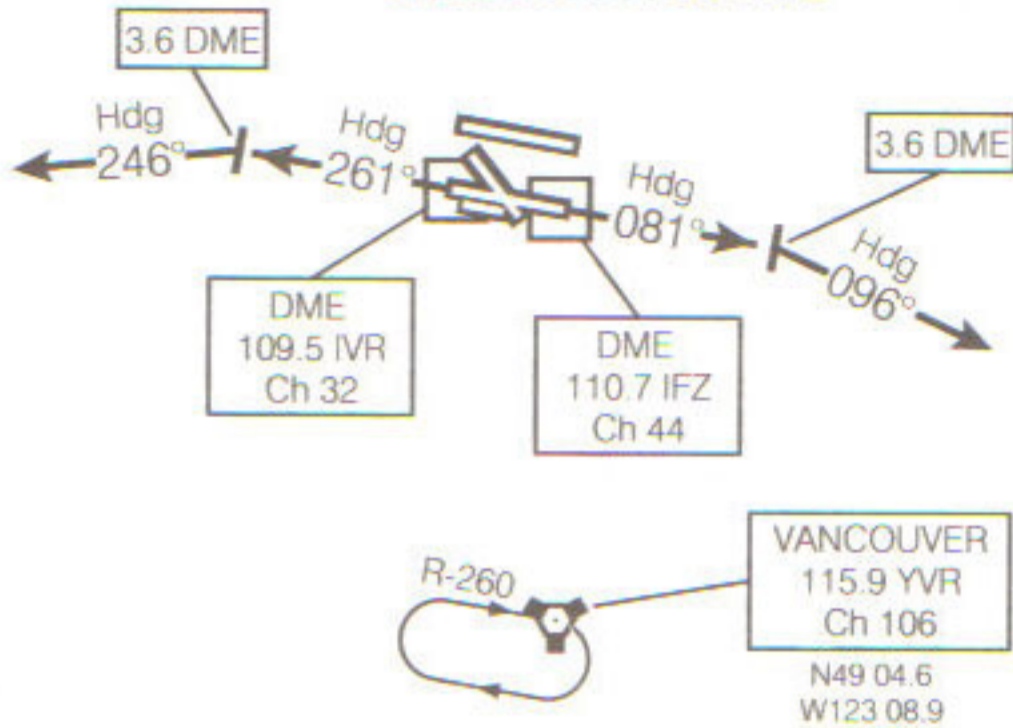 3.6 DME
Hdg
246°
Hdg
261°
3.6 DME
Hdg
081°
Hdg
096°
DME
109.5 IVR
Ch 32
DME
110.7 IFZ
Ch 44
R-260
VANCOUVER
115.9 YVR
Ch 106
N49 04.6
W123 08.9